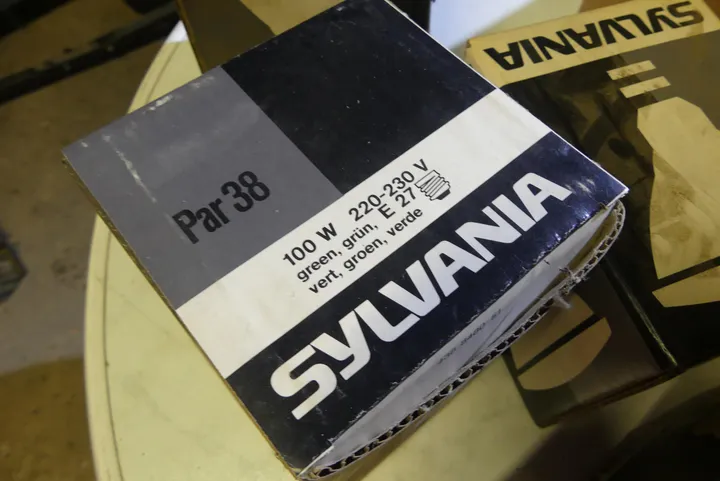 Par 38
100 W 220-230 V
green, grün, E 27
vert, groen, verde
SYLVANIA
SYLVANIA